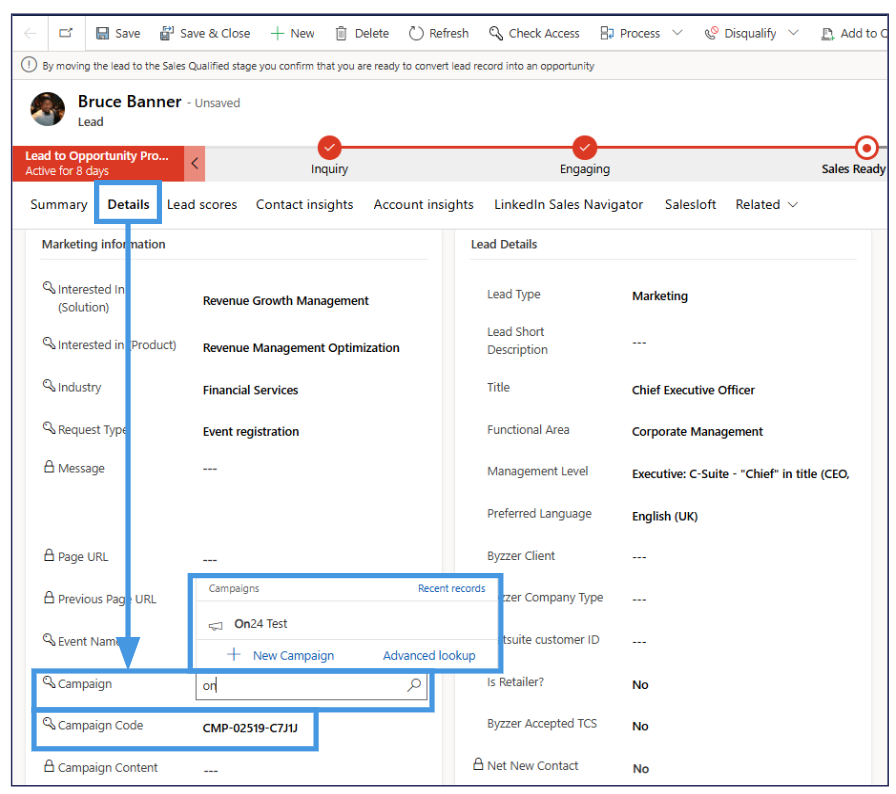 Save
Save & Close
New
Delete
Refresh
Check Access
Process
Disqualify
Add to
By moving the lead to the Sales Qualified stage you confirm that you are ready to convert lead record into an opportunity
Bruce Banner - Unsaved
Lead
Lead to Opportunity Pro...
Active for 8 days
Inquiry
Engaging
Sales Ready
Summary
Details
Lead scores
Contact insights
Account insights
LinkedIn Sales Navigator
Salesloft
Related
Marketing information
Interested In
(Solution)
Revenue Growth Management
Interested in (Product)
Revenue Management Optimization
Industry
Financial Services
Request Type
Event registration
Message
---
Page URL
---
Previous Page URL
Event Name
Campaigns
Recent records
On24 Test
New Campaign
Advanced lookup
Campaign
on
Campaign Code
CMP-02519-C7J1J
Campaign Content
---
Lead Details
Lead Type
Marketing
Lead Short
Description
---
Title
Chief Executive Officer
Functional Area
Corporate Management
Management Level
Executive: C-Suite - "Chief" in title (CEO,
Preferred Language
English (UK)
Byzzer Client
---
Company Type
---
customer ID
---
Is Retailer?
No
Byzzer Accepted TCS
No
Net New Contact
No